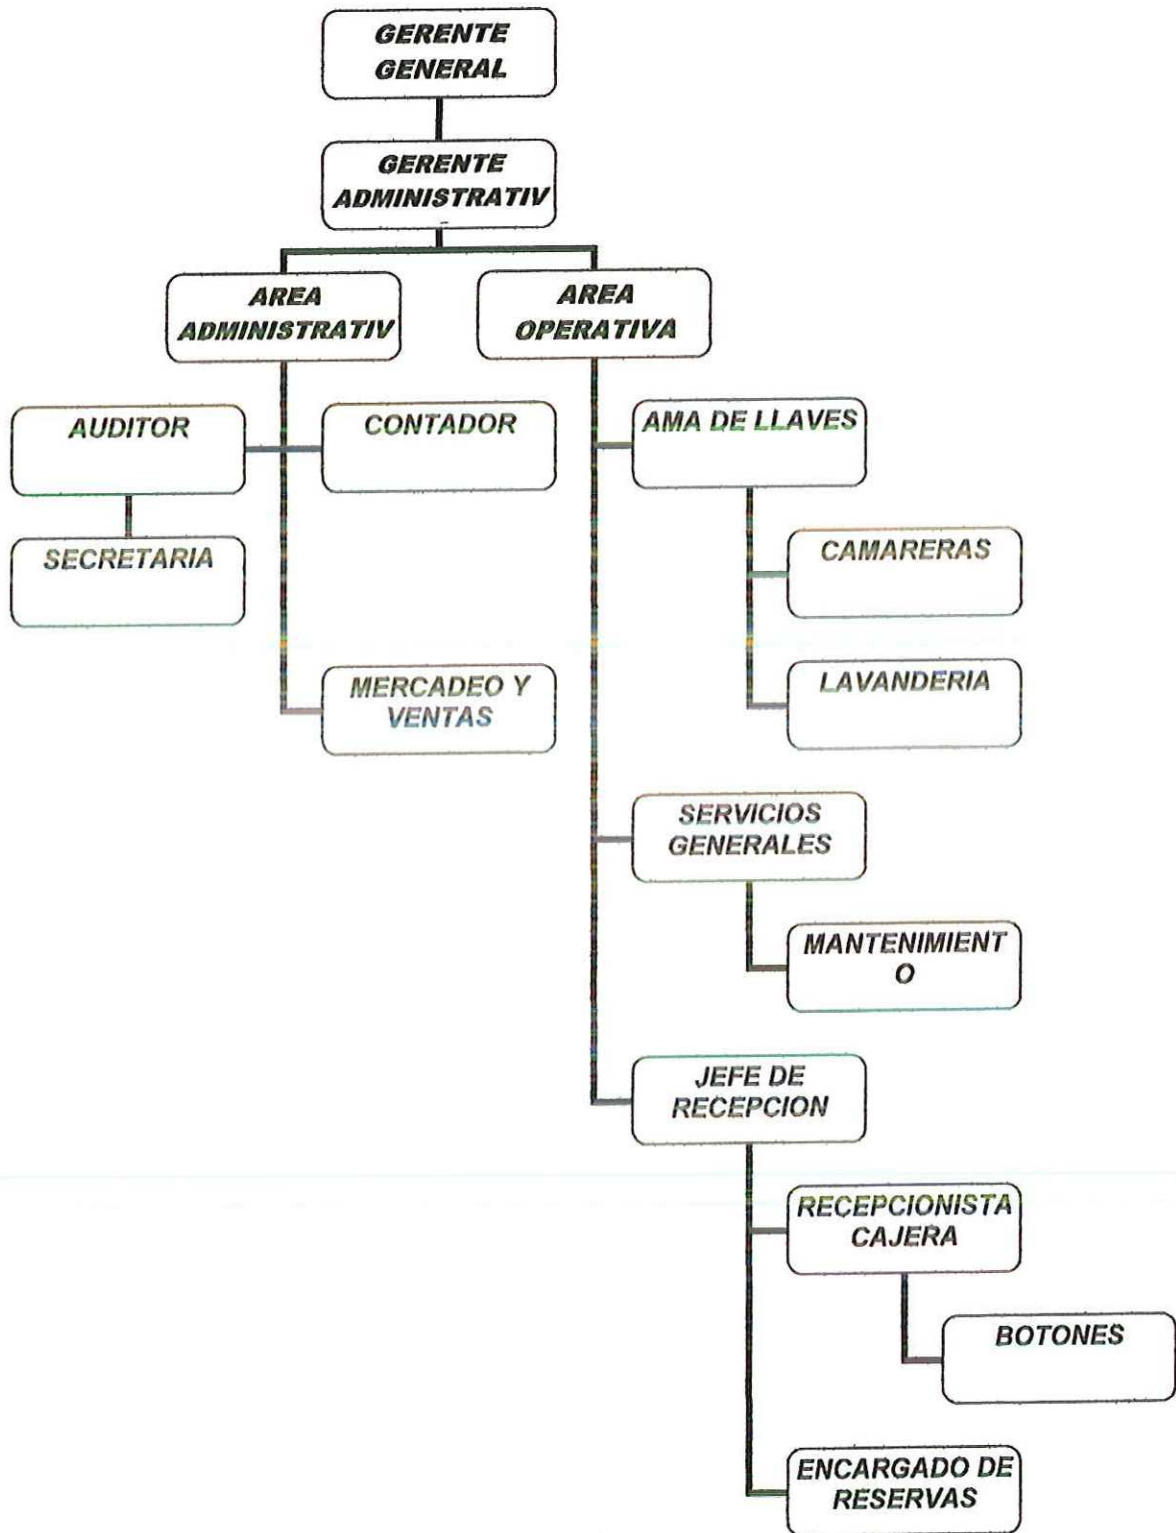 GERENTE
GENERAL
GERENTE
ADMINISTRATIV
AREA
ADMINISTRATIV
AREA
OPERATIVA
AUDITOR
CONTADOR
AMA DE LLAVES
SECRETARIA
CAMARERAS
MERCADEO Y
VENTAS
LAVANDERIA
SERVICIOS
GENERALES
MANTENIMIENT
O
JEFE DE
RECEPCION
RECEPCIONISTA
CAJERA
BOTONES
ENCARGADO DE
RESERVAS